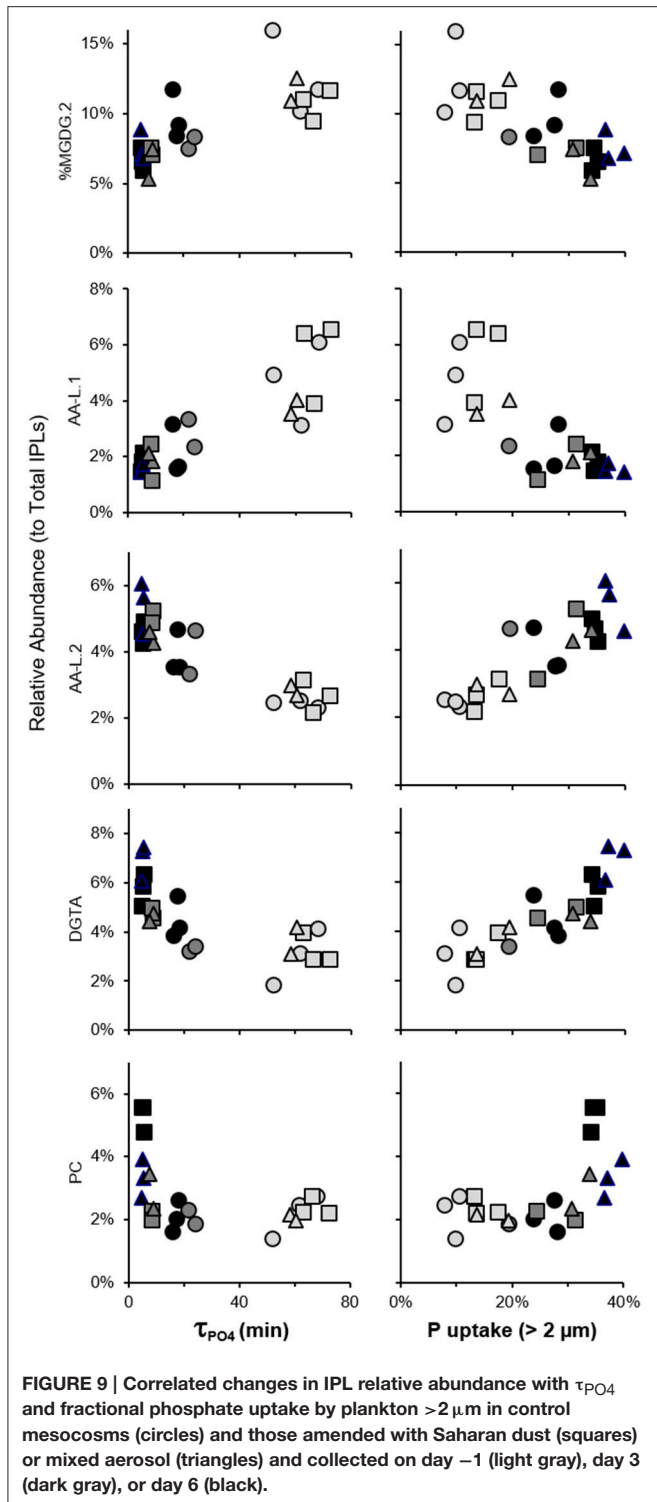 Relative Abundance (to Total IPLs)
%MGDG.2
15%
10%
5%
0%
AA-L.1
8%
6%
4%
2%
0%
AA-L.2
6%
4%
2%
0%
DGTA
8%
6%
4%
2%
0%
PC
6%
4%
2%
0%
0 40 80
0% 20% 40%
τPO4 (min)
P uptake (> 2 μm)
FIGURE 9 | Correlated changes in IPL relative abundance with τPO4
and fractional phosphate uptake by plankton >2 μm in control
mesocosms (circles) and those amended with Saharan dust (squares)
or mixed aerosol (triangles) and collected on day −1 (light gray), day 3
(dark gray), or day 6 (black).